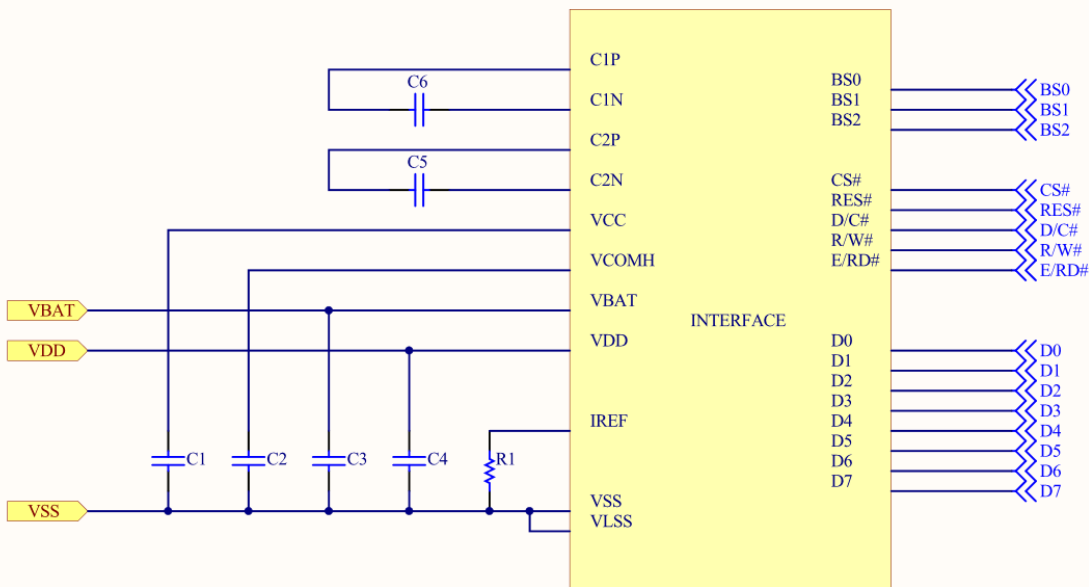 C1P
C6
C1N
C2P
C5
C2N
VCC
VCOMH
VBAT
VBAT
VDD
VDD
IREF
C1
C2
C3
C4
R1
VSS
VSS
VLSS
INTERFACE
BS0
BS1
BS2
CS#
RES#
D/C#
R/W#
E/RD#
D0
D1
D2
D3
D4
D5
D6
D7
BS0
BS1
BS2
CS#
RES#
D/C#
R/W#
E/RD#
D0
D1
D2
D3
D4
D5
D6
D7